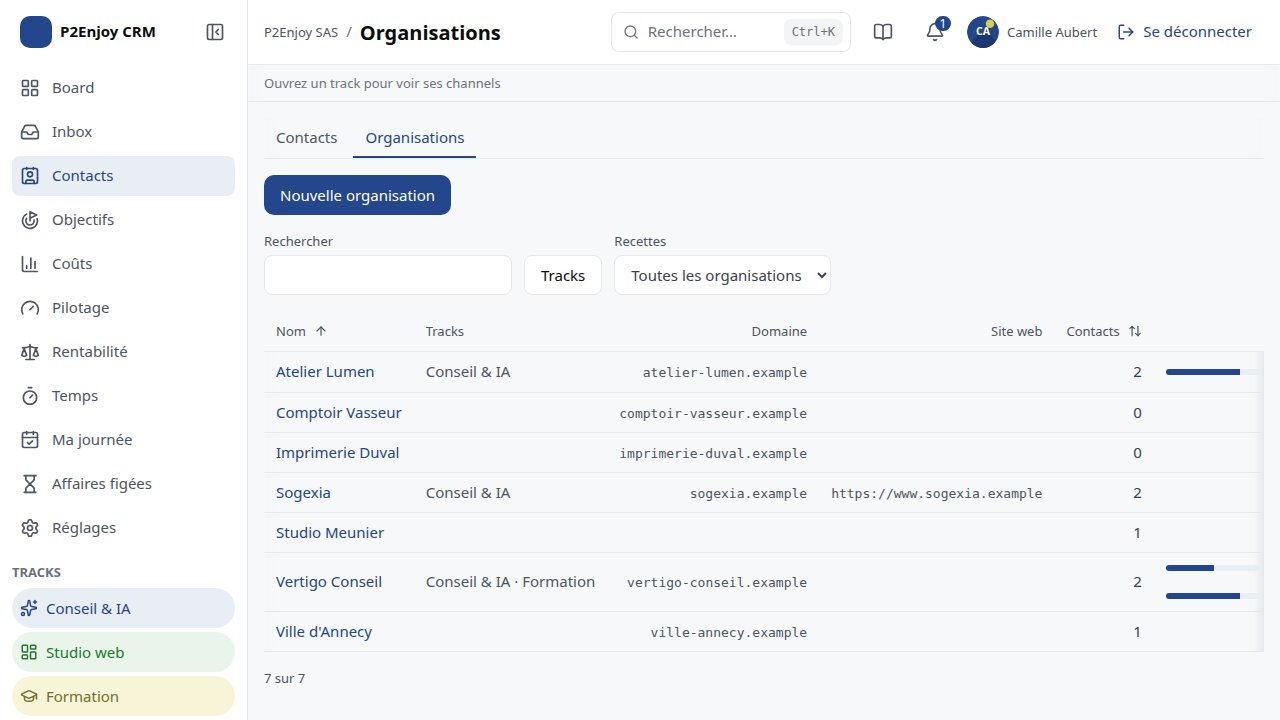 P2Enjoy CRM
P2Enjoy SAS / Organisations
Rechercher... Ctrl+K
1
CA Camille Aubert
Se déconnecter
Board
Inbox
Contacts
Objectifs
Coûts
Pilotage
Rentabilité
Temps
Ma journée
Affaires figées
Réglages
TRACKS
Conseil & IA
Studio web
Formation
Ouvrez un track pour voir ses channels
Contacts Organisations
Nouvelle organisation
Rechercher Recettes
Tracks Toutes les organisations
Nom Tracks Domaine Site web Contacts
Atelier Lumen Conseil & IA atelier-lumen.example 2
Comptoir Vasseur comptoir-vasseur.example 0
Imprimerie Duval imprimerie-duval.example 0
Sogexia Conseil & IA sogexia.example https://www.sogexia.example 2
Studio Meunier 1
Vertigo Conseil Conseil & IA · Formation vertigo-conseil.example 2
Ville d'Annecy ville-annecy.example 1
7 sur 7